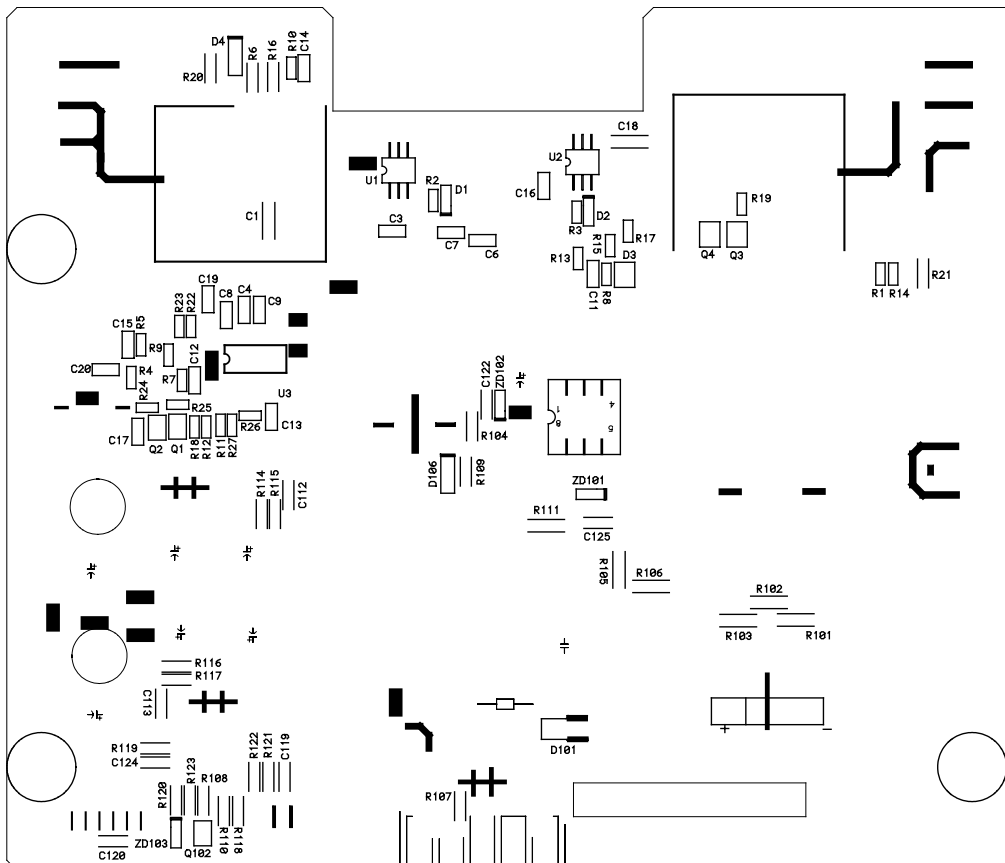 D4
R6
R16
R10
C14
R20
C18
U1
U2
R2
D1
C16
R19
C1
C3
C7
C6
R3
D2
R15
R17
Q4
Q3
R13
D3
C11
R8
R1
R14
R21
C19
R23
R22
C8
C4
C9
C15
R5
R9
C12
C20
R4
R7
C122
ZD102
R24
R25
U3
4
1
8
5
C17
Q2
Q1
R18
R12
R11
R27
R26
C13
R104
D106
R109
ZD101
R114
R115
C112
R111
C125
R105
R106
R102
R103
R101
R116
R117
C113
+
-
D101
R119
C124
R122
R121
C119
R123
R108
R120
R107
ZD103
Q102
R110
R118
C120